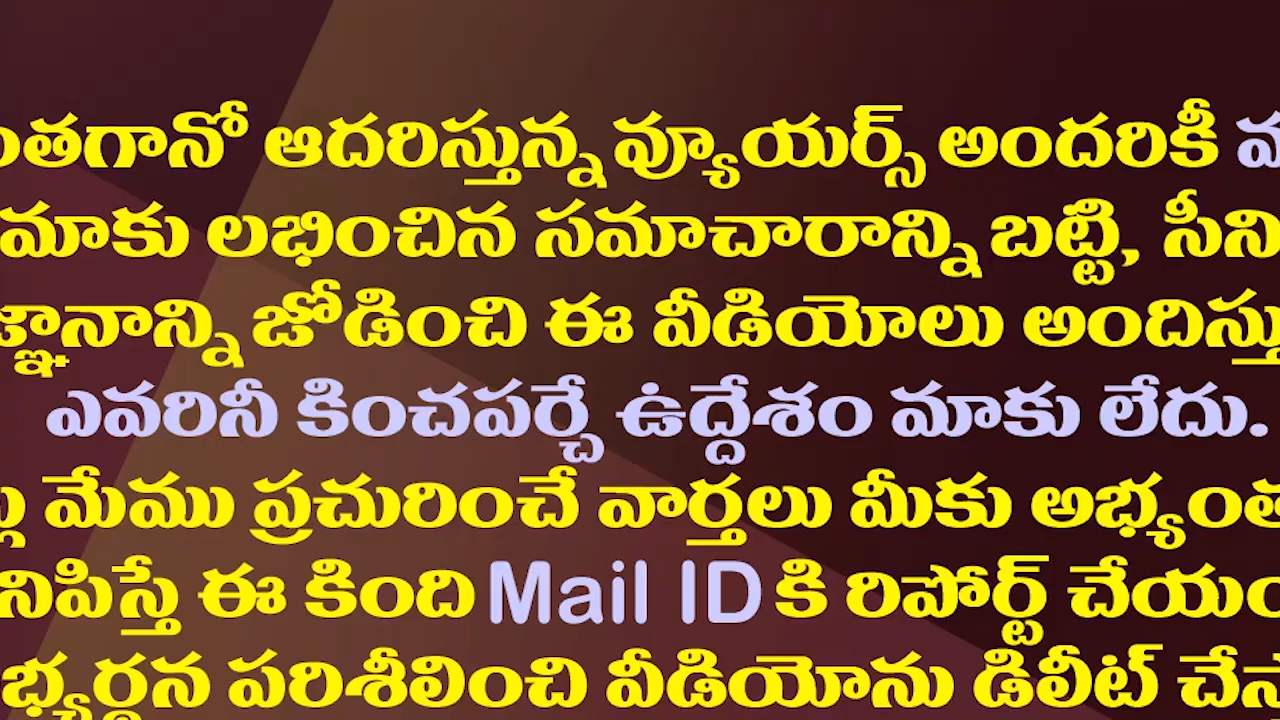 ంతగానో ఆదరిస్తున్న వ్యూయర్స్ అందరికీ
మాకు లభించిన సమాచారాన్ని బట్టి, సీని
జ్ఞానాన్ని జోడించి ఈ వీడియోలు అందిస్తు
ఎవరినీ కించపర్చే ఉద్దేశం మాకు లేదు.
మేము ప్రచురించే వార్తలు మీకు అభ్యంత
నిపిస్తే ఈ కింది Mail ID కి రిపోర్ట్ చేయం
భ్యర్థన పరిశీలించి వీడియోను డిలీట్ చేస